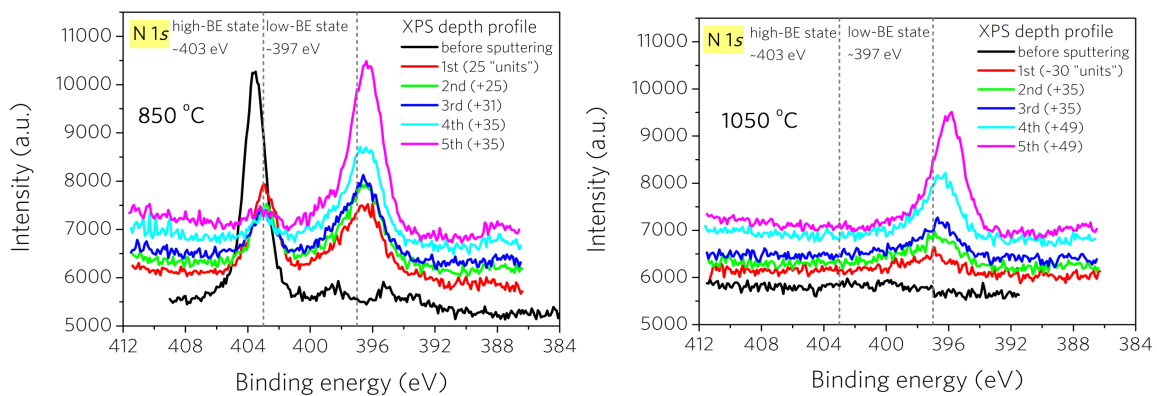 N 1s
high-BE state
~403 eV
low-BE state
~397 eV
XPS depth profile
before sputtering
1st (25 "units")
2nd (+25)
3rd (+31)
4th (+35)
5th (+35)
850 °C
11000
10000
9000
8000
7000
6000
5000
Intensity (a.u.)
412 408 404 400 396 392 388 384
Binding energy (eV)
N 1s
high-BE state
~403 eV
low-BE state
~397 eV
XPS depth profile
before sputtering
1st (~30 "units")
2nd (+35)
3rd (+35)
4th (+49)
5th (+49)
1050 °C
11000
10000
9000
8000
7000
6000
5000
Intensity (a.u.)
412 408 404 400 396 392 388 384
Binding energy (eV)